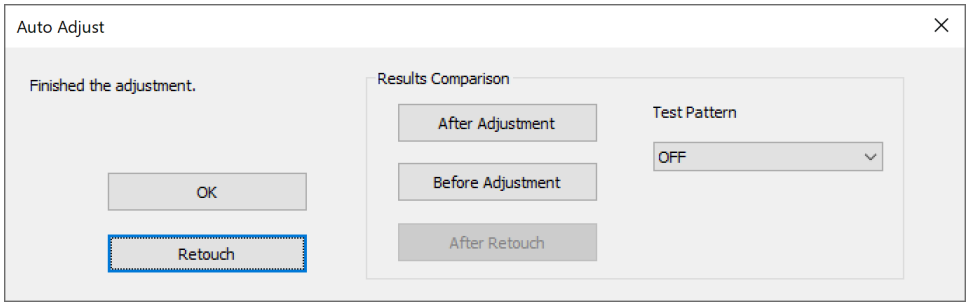 Auto Adjust
Finished the adjustment.
OK
Retouch
Results Comparison
After Adjustment
Before Adjustment
After Retouch
Test Pattern
OFF